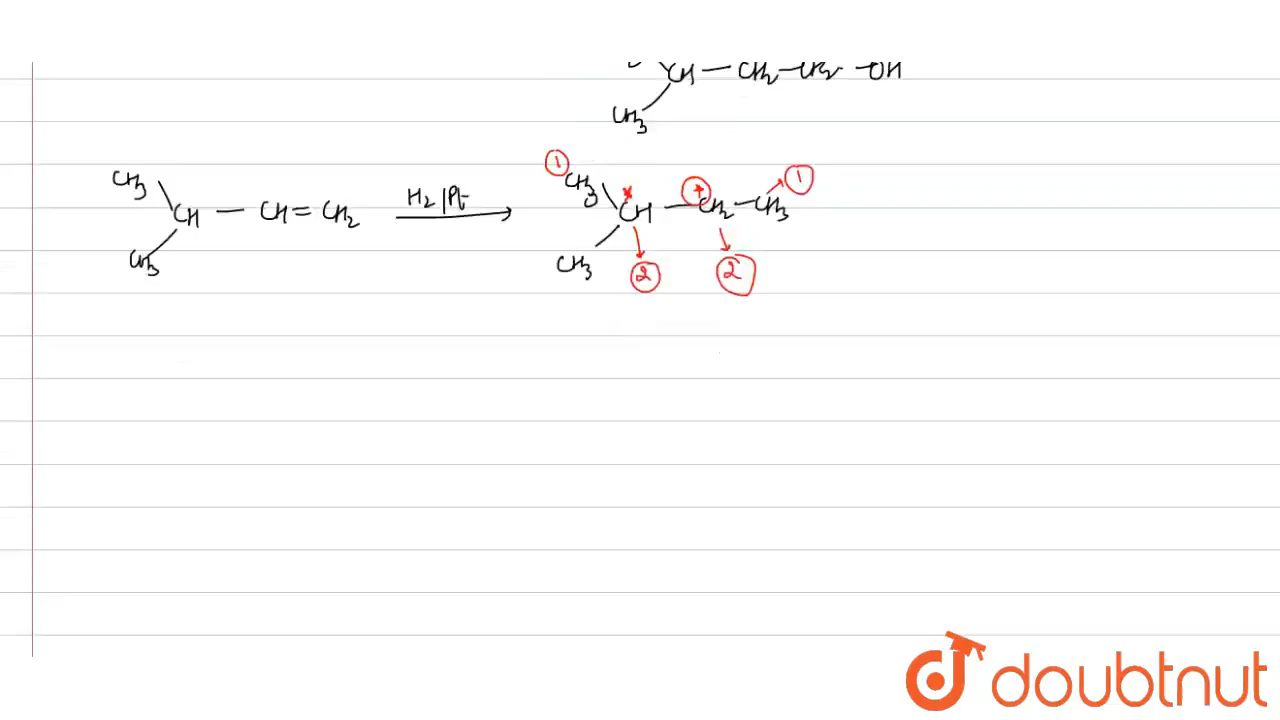 CH — CH2 — CH2 — OH
CH3
① ①
CH3 CH3 * *
CH — CH = CH2 H2/Pt CH — CH2 — CH3
CH3 CH3 ② ②
doubtnut